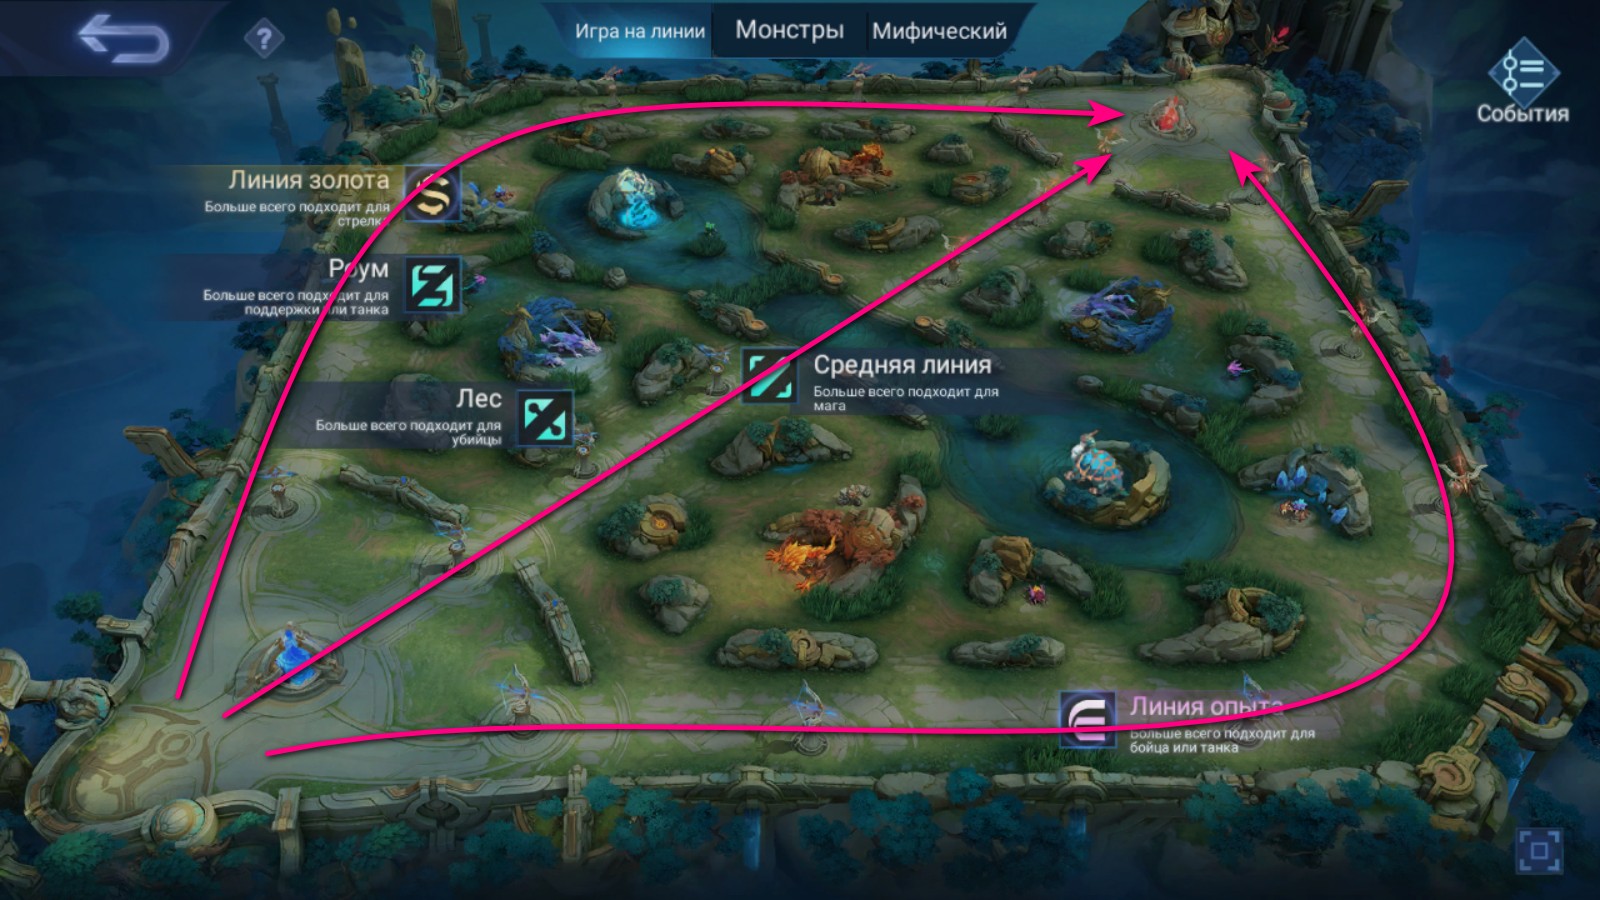 ?
Игра на линии
Монстры
Мифический
События
Линия золота
Больше всего подходит для
стрелка
Роум
Больше всего подходит для
поддержки или танка
Лес
Больше всего подходит для
убийцы
Средняя линия
Больше всего подходит для
мага
Линия опыта
Больше всего подходит для
бойца или танка